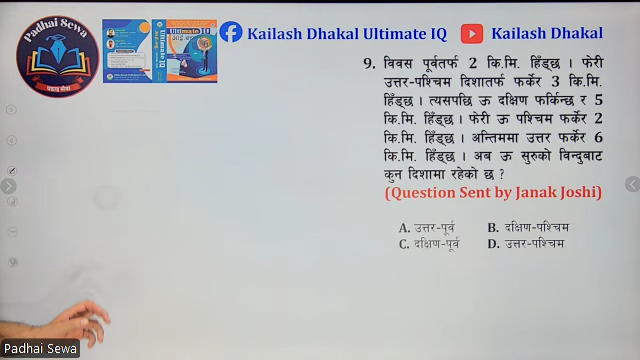 Padhai Sewa
पढाइ सेवा
Ultimate IQ
Ultimate IQ
Kailash Dhakal Ultimate IQ
Kailash Dhakal
9. विवस पूर्वतर्फ 2 कि.मि. हिँड्छ । फेरी
उत्तर-पश्चिम दिशातर्फ फर्केर 3 कि.मि.
हिँड्छ । त्यसपछि ऊ दक्षिण फर्किन्छ र 5
कि.मि. हिँड्छ । फेरी ऊ पश्चिम फर्केर 2
कि.मि. हिँड्छ । अन्तिममा उत्तर फर्केर 6
कि.मि. हिँड्छ । अब ऊ सुरुको विन्दुबाट
कुन दिशामा रहेको छ ?
(Question Sent by Janak Joshi)
A. उत्तर-पूर्व B. दक्षिण-पश्चिम
C. दक्षिण-पूर्व D. उत्तर-पश्चिम
Padhai Sewa